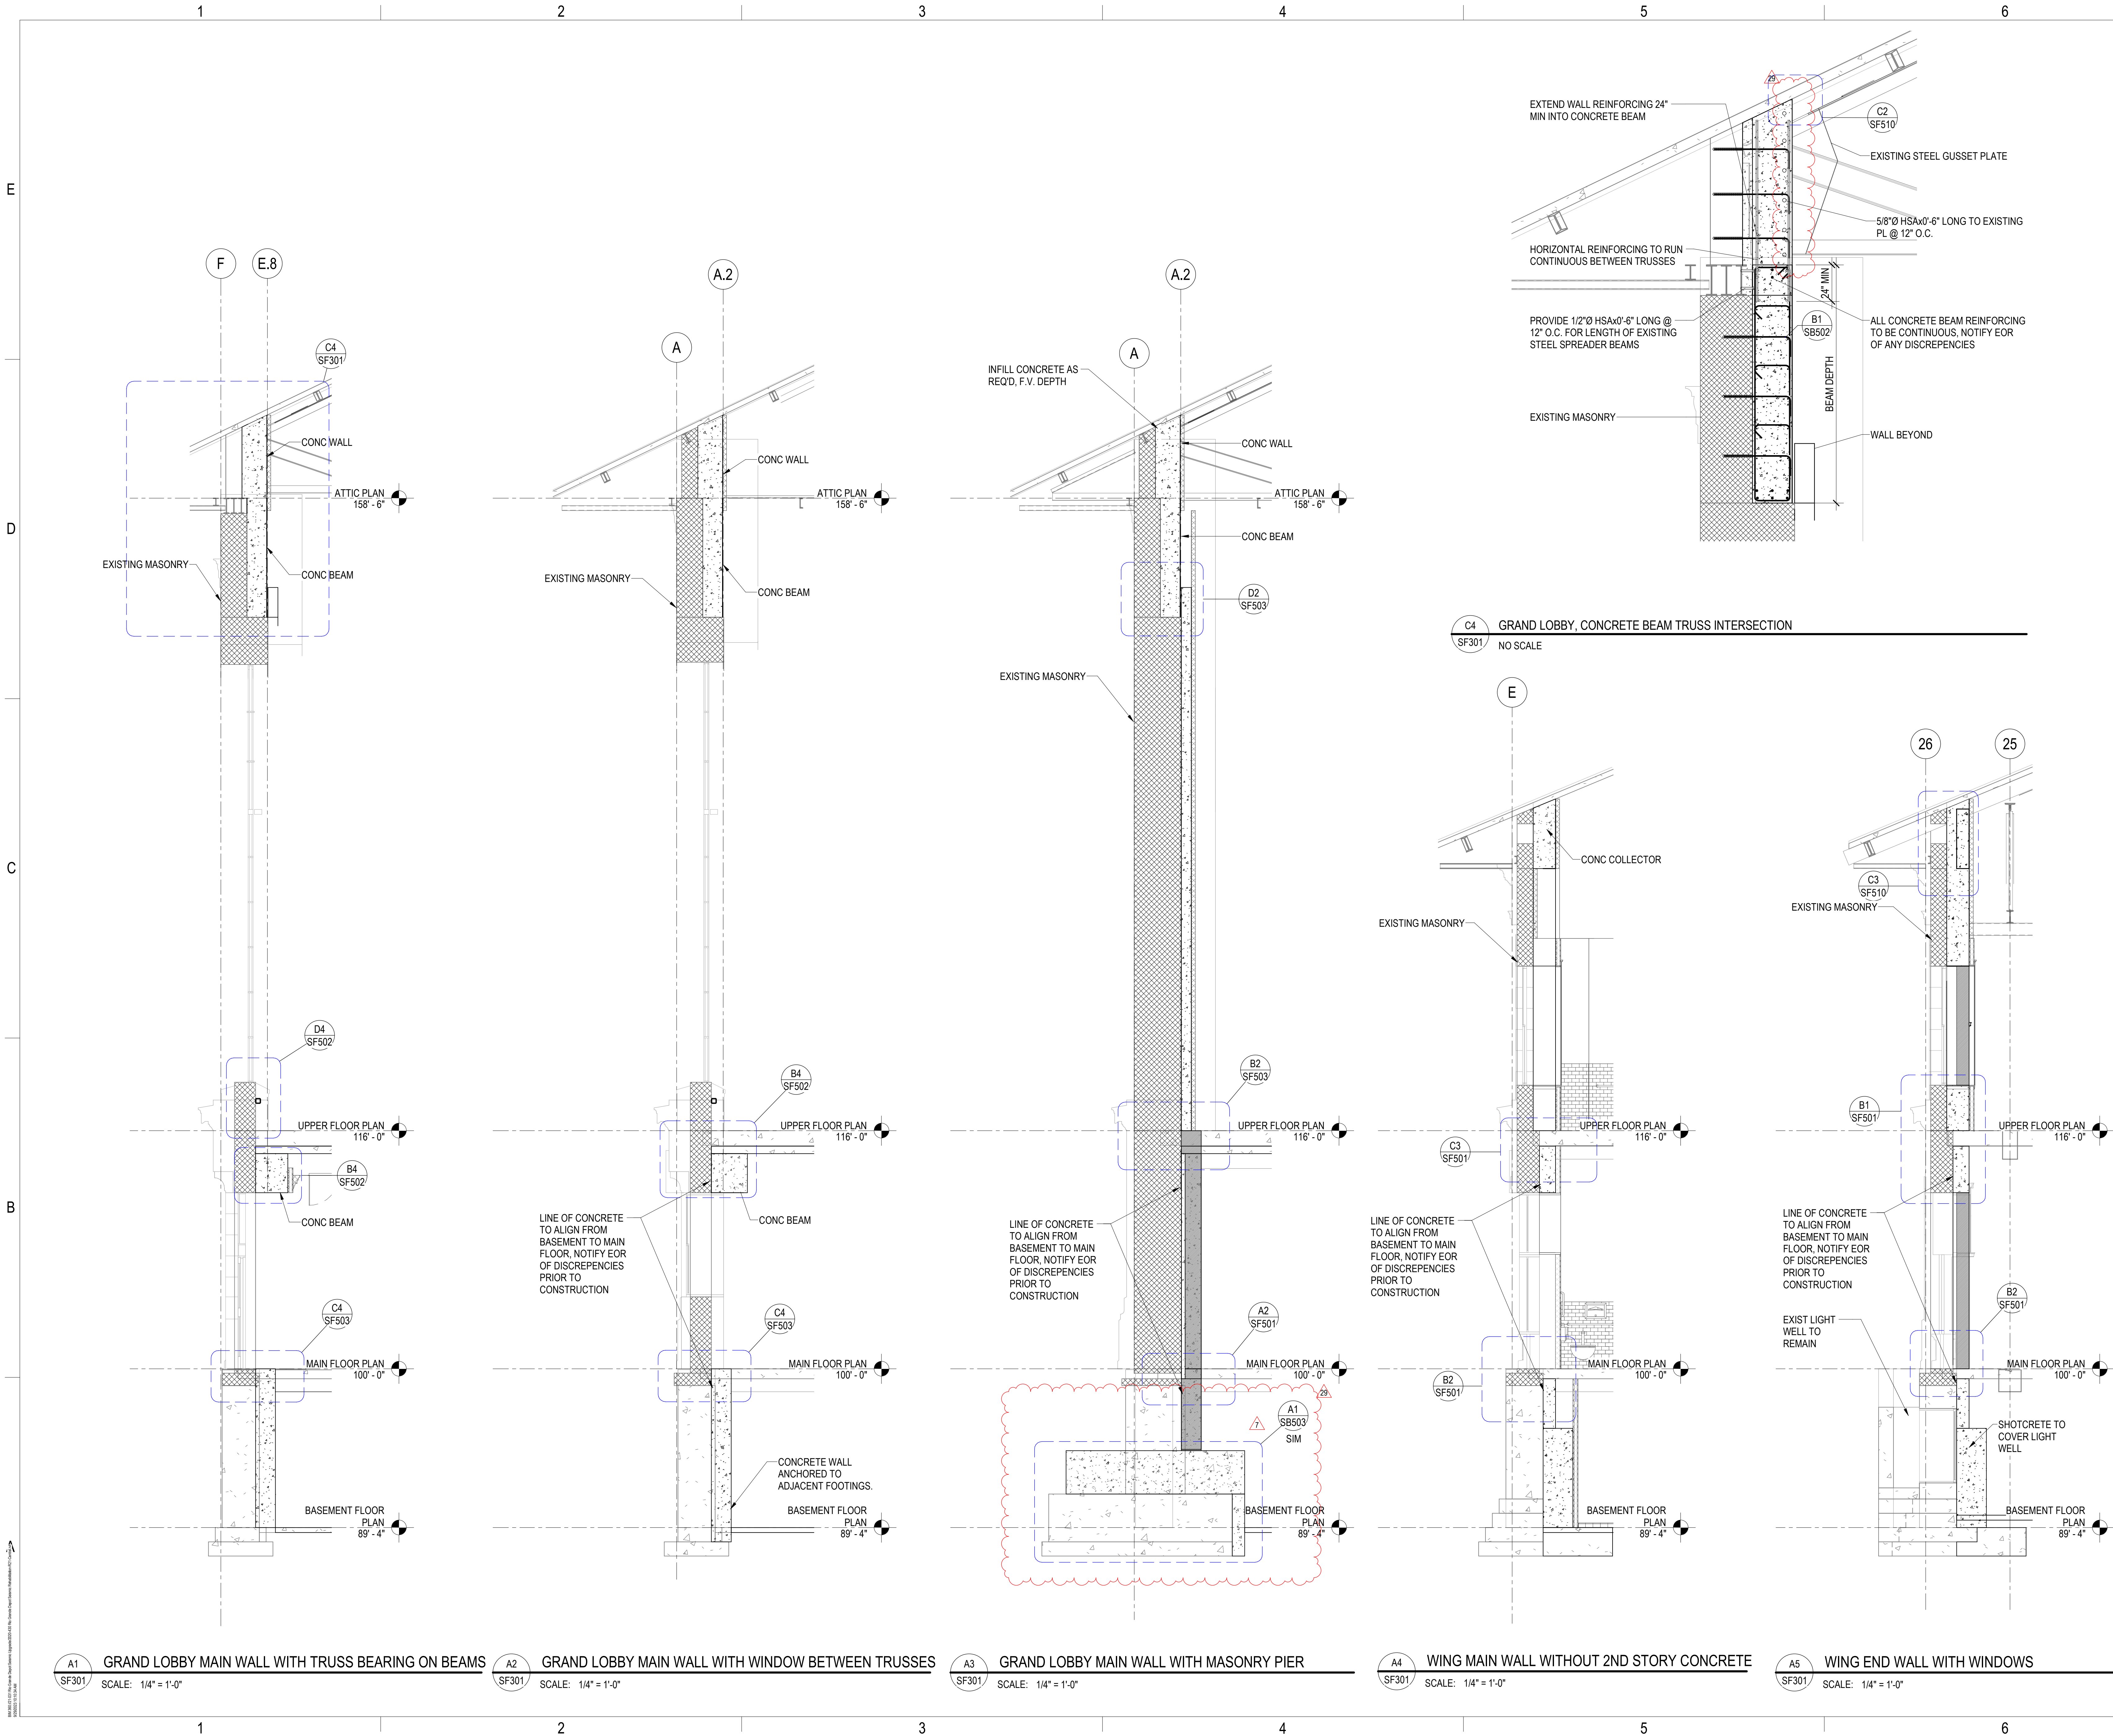 1
2
3
4
5
6
E
D
C
B
29
EXTEND WALL REINFORCING 24"
MIN INTO CONCRETE BEAM
C2
SF510
EXISTING STEEL GUSSET PLATE
5/8"Ø HSAx0'-6" LONG TO EXISTING
PL @ 12" O.C.
HORIZONTAL REINFORCING TO RUN
CONTINUOUS BETWEEN TRUSSES
24" MIN
PROVIDE 1/2"Ø HSAx0'-6" LONG @
12" O.C. FOR LENGTH OF EXISTING
STEEL SPREADER BEAMS
B1
SB502
ALL CONCRETE BEAM REINFORCING
TO BE CONTINUOUS, NOTIFY EOR
OF ANY DISCREPENCIES
BEAM DEPTH
EXISTING MASONRY
WALL BEYOND
C4
SF301
GRAND LOBBY, CONCRETE BEAM TRUSS INTERSECTION
NO SCALE
F
E.8
C4
SF301
CONC WALL
ATTIC PLAN
158' - 6"
EXISTING MASONRY
CONC BEAM
D4
SF502
UPPER FLOOR PLAN
116' - 0"
B4
SF502
CONC BEAM
C4
SF503
MAIN FLOOR PLAN
100' - 0"
BASEMENT FLOOR
PLAN
89' - 4"
A1
SF301
GRAND LOBBY MAIN WALL WITH TRUSS BEARING ON BEAMS
SCALE: 1/4" = 1'-0"
A
A.2
CONC WALL
ATTIC PLAN
158' - 6"
EXISTING MASONRY
CONC BEAM
B4
SF502
UPPER FLOOR PLAN
116' - 0"
LINE OF CONCRETE
TO ALIGN FROM
BASEMENT TO MAIN
FLOOR, NOTIFY EOR
OF DISCREPENCIES
PRIOR TO
CONSTRUCTION
CONC BEAM
C4
SF503
MAIN FLOOR PLAN
100' - 0"
CONCRETE WALL
ANCHORED TO
ADJACENT FOOTINGS.
BASEMENT FLOOR
PLAN
89' - 4"
A2
SF301
GRAND LOBBY MAIN WALL WITH WINDOW BETWEEN TRUSSES
SCALE: 1/4" = 1'-0"
A
A.2
INFILL CONCRETE AS
REQ'D, F.V. DEPTH
CONC WALL
ATTIC PLAN
158' - 6"
CONC BEAM
D2
SF503
EXISTING MASONRY
B2
SF503
UPPER FLOOR PLAN
116' - 0"
LINE OF CONCRETE
TO ALIGN FROM
BASEMENT TO MAIN
FLOOR, NOTIFY EOR
OF DISCREPENCIES
PRIOR TO
CONSTRUCTION
A2
SF501
MAIN FLOOR PLAN
100' - 0"
29
7
A1
SB503
SIM
BASEMENT FLOOR
PLAN
89' - 4"
A3
SF301
GRAND LOBBY MAIN WALL WITH MASONRY PIER
SCALE: 1/4" = 1'-0"
E
CONC COLLECTOR
EXISTING MASONRY
UPPER FLOOR PLAN
116' - 0"
C3
SF501
LINE OF CONCRETE
TO ALIGN FROM
BASEMENT TO MAIN
FLOOR, NOTIFY EOR
OF DISCREPENCIES
PRIOR TO
CONSTRUCTION
MAIN FLOOR PLAN
100' - 0"
B2
SF501
BASEMENT FLOOR
PLAN
89' - 4"
A4
SF301
WING MAIN WALL WITHOUT 2ND STORY CONCRETE
SCALE: 1/4" = 1'-0"
26
25
C3
SF510
EXISTING MASONRY
B1
SF501
UPPER FLOOR PLAN
116' - 0"
LINE OF CONCRETE
TO ALIGN FROM
BASEMENT TO MAIN
FLOOR, NOTIFY EOR
OF DISCREPENCIES
PRIOR TO
CONSTRUCTION
B2
SF501
EXIST LIGHT
WELL TO
REMAIN
MAIN FLOOR PLAN
100' - 0"
SHOTCRETE TO
COVER LIGHT
WELL
BASEMENT FLOOR
PLAN
89' - 4"
A5
SF301
WING END WALL WITH WINDOWS
SCALE: 1/4" = 1'-0"
1
2
3
4
5
6